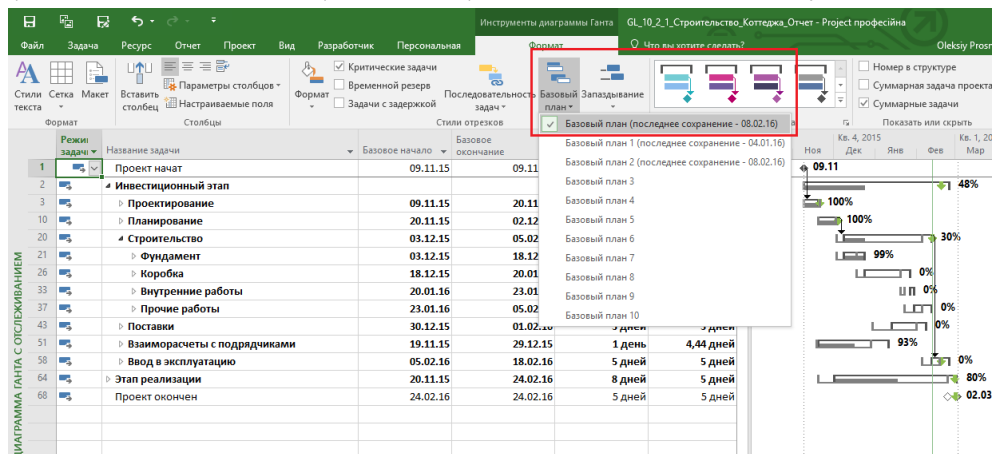 Инструменты диаграммы Ганта GL_10_2_1_Строительство_Коттеджа_Отчет - Project професійна
Файл Задача Ресурс Отчет Проект Вид Разработчик Персональная Формат Что вы хотите сделать? Oleksiy Prosn
Стили текста Сетка Макет
Вставить столбец Параметры столбцов Настраиваемые поля
Формат Критические задачи
Временной резерв
Задачи с задержкой
Последовательность задач Базовый план Запаздывание
Номер в структуре
Суммарная задача проекта
Суммарные задачи
Формат Столбцы Стили отрезков Показать или скрыть
Базовый план (последнее сохранение - 08.02.16)
Базовый план 1 (последнее сохранение - 04.01.16)
Базовый план 2 (последнее сохранение - 08.02.16)
Базовый план 3
Базовый план 4
Базовый план 5
Базовый план 6
Базовый план 7
Базовый план 8
Базовый план 9
Базовый план 10
Режи задач Название задачи Базовое начало Базовое окончание
Кв. 4, 2015 Кв. 1, 20
Ноя Дек Янв Фев Мар
1 Проект начат 09.11.15 09.11 09.11
2 Инвестиционный этап 48%
3 Проектирование 09.11.15 20.11 100%
10 Планирование 20.11.15 02.12 100%
20 Строительство 03.12.15 05.02 30%
21 Фундамент 03.12.15 18.12 99%
26 Коробка 18.12.15 20.01 0%
33 Внутренние работы 20.01.16 23.01 0%
37 Прочие работы 23.01.16 05.02 0%
43 Поставки 30.12.15 01.02.16 5 дней 5 дней 0%
51 Взаиморасчеты с подрядчиками 19.11.15 29.12.15 1 день 4,44 дней 93%
58 Ввод в эксплуатацию 05.02.16 18.02.16 5 дней 5 дней 0%
64 Этап реализации 20.11.15 24.02.16 8 дней 5 дней 80%
68 Проект окончен 24.02.16 24.02.16 5 дней 5 дней 02.03
ДИАГРАММА ГАНТА С ОТСЛЕЖИВАНИЕМ